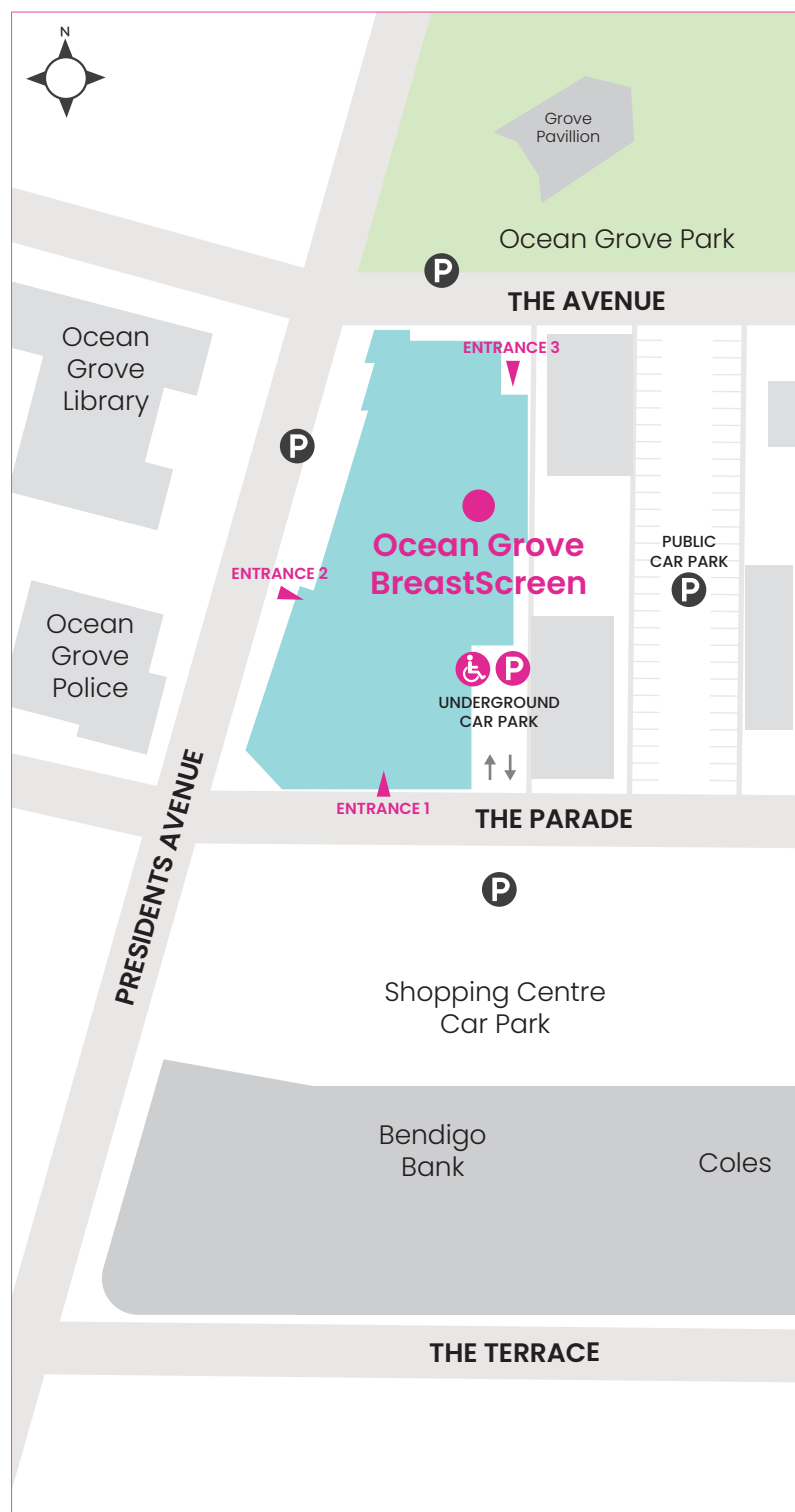 N
Grove
Pavillion
Ocean Grove Park
P
THE AVENUE
Ocean
Grove
Library
ENTRANCE 3
P
Ocean Grove
BreastScreen
PUBLIC
CAR PARK
P
ENTRANCE 2
Ocean
Grove
Police
P
UNDERGROUND
CAR PARK
ENTRANCE 1
THE PARADE
PRESIDENTS AVENUE
P
Shopping Centre
Car Park
Bendigo
Bank
Coles
THE TERRACE